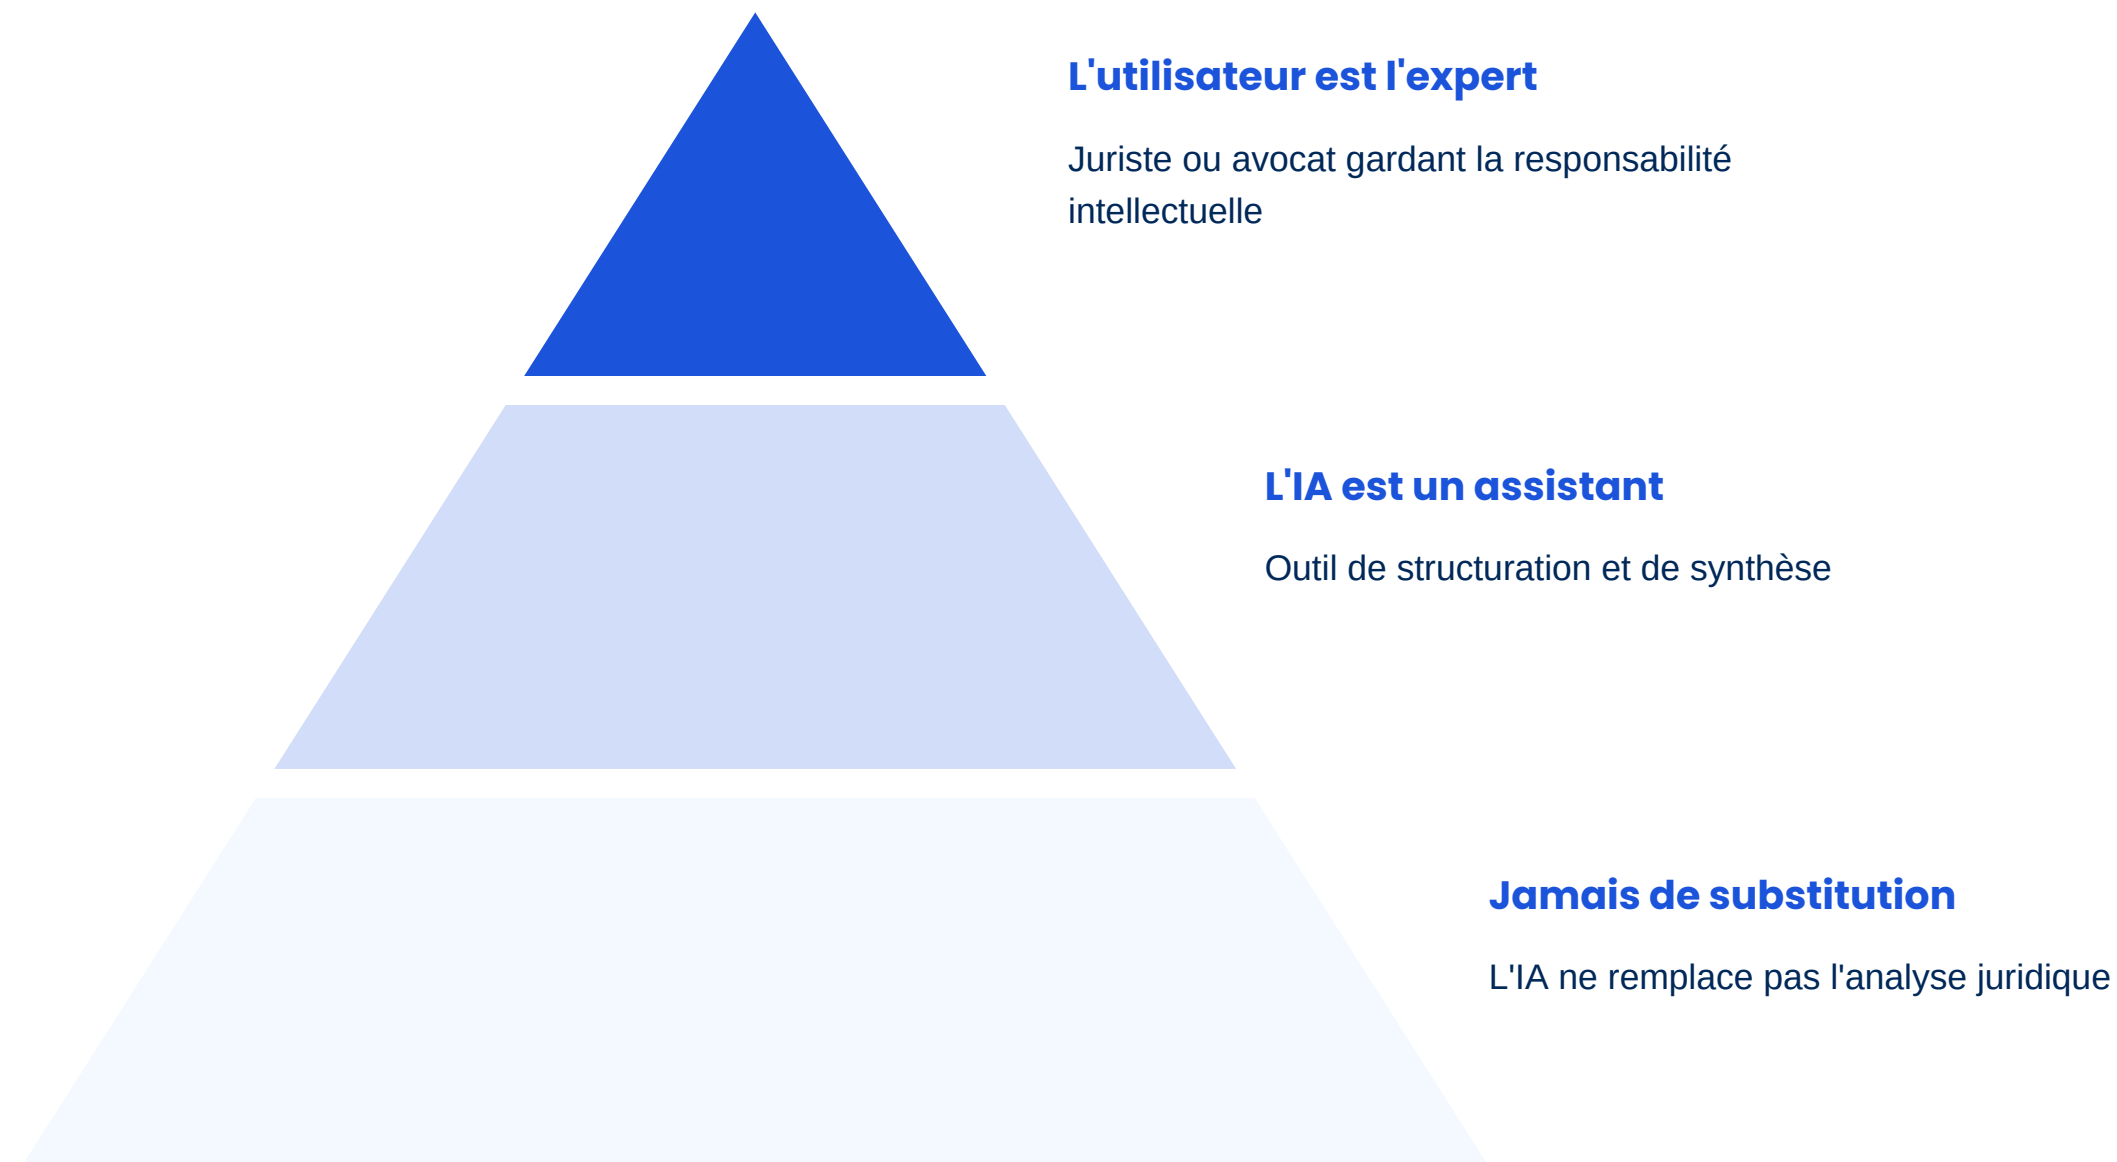 L'utilisateur est l'expert
Juriste ou avocat gardant la responsabilité
intellectuelle
L'IA est un assistant
Outil de structuration et de synthèse
Jamais de substitution
L'IA ne remplace pas l'analyse juridique